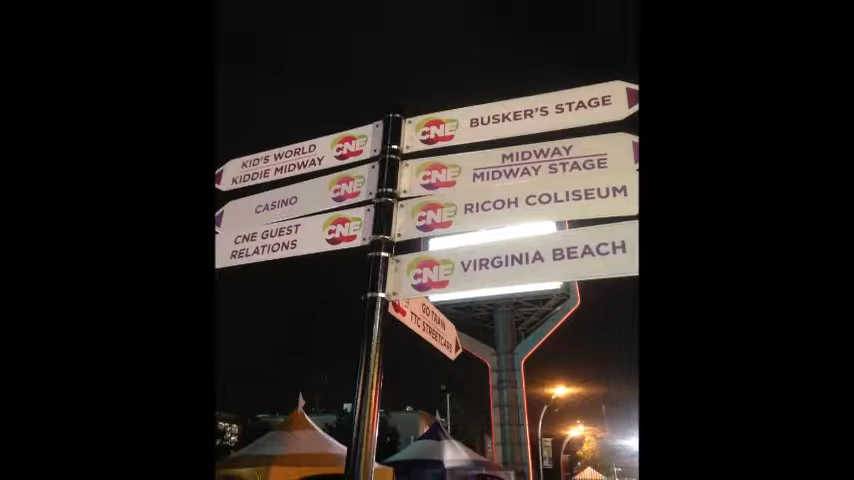 KID'S WORLD
KIDDIE MIDWAY
CNE
CASINO
CNE
CNE GUEST
RELATIONS
CNE
CNE
BUSKER'S STAGE
CNE
MIDWAY
MIDWAY STAGE
CNE
RICOH COLISEUM
CNE
VIRGINIA BEACH
GO TRAIN
TTC STREETCARS